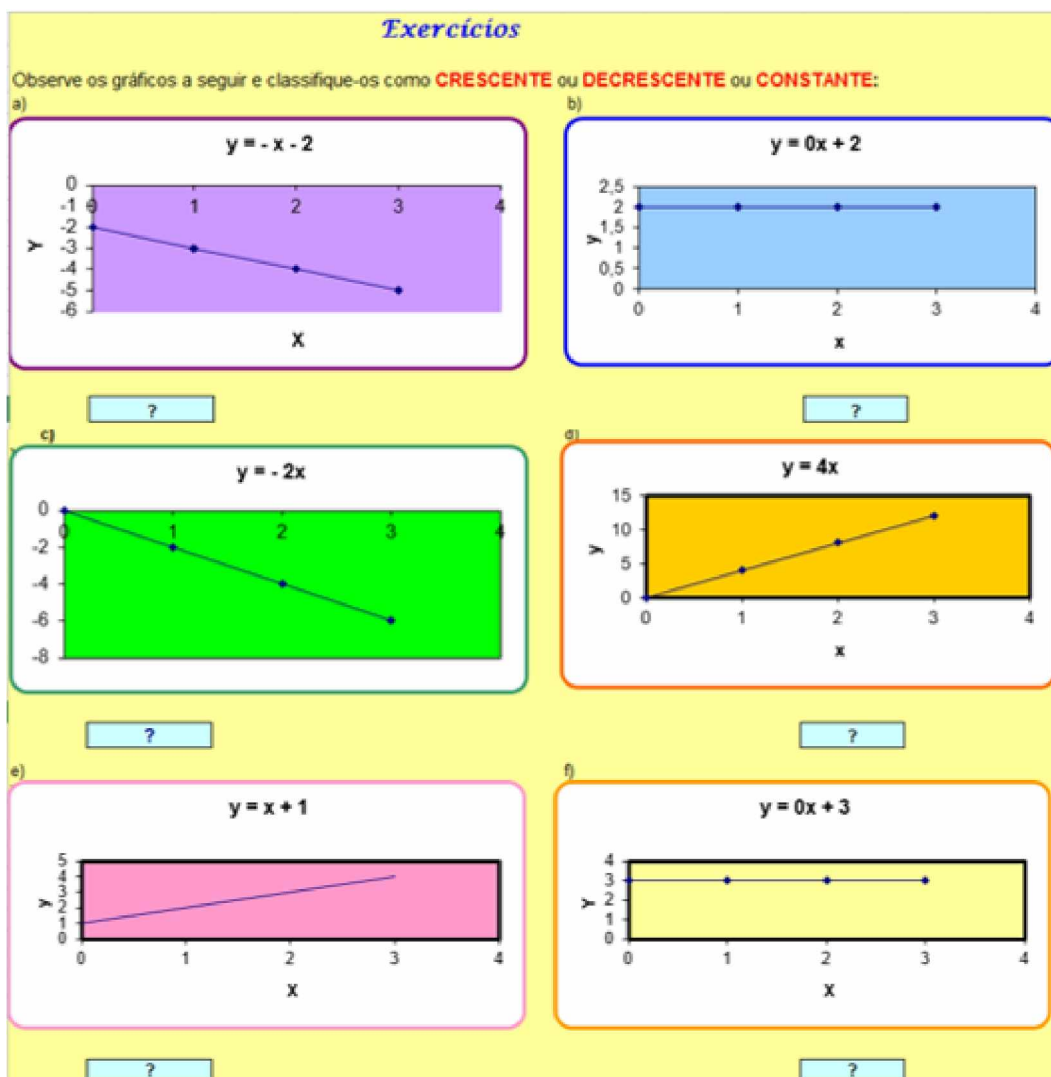 Exercícios
Observe os gráficos a seguir e classifique-os como CRESCENTE ou DECRESCENTE ou CONSTANTE:
a)
y = - x - 2
0
-1
-2
-3
-4
-5
-6
Y
0 1 2 3 4
X
?
b)
y = 0x + 2
2,5
2
1,5
1
0,5
0
y
0 1 2 3 4
x
?
c)
y = - 2x
0
-2
-4
-6
-8
0 1 2 3 4
?
d)
y = 4x
15
10
5
0
y
0 1 2 3 4
x
?
e)
y = x + 1
5
4
3
2
1
0
y
0 1 2 3 4
X
?
f)
y = 0x + 3
4
3
2
1
0
Y
0 1 2 3 4
X
?